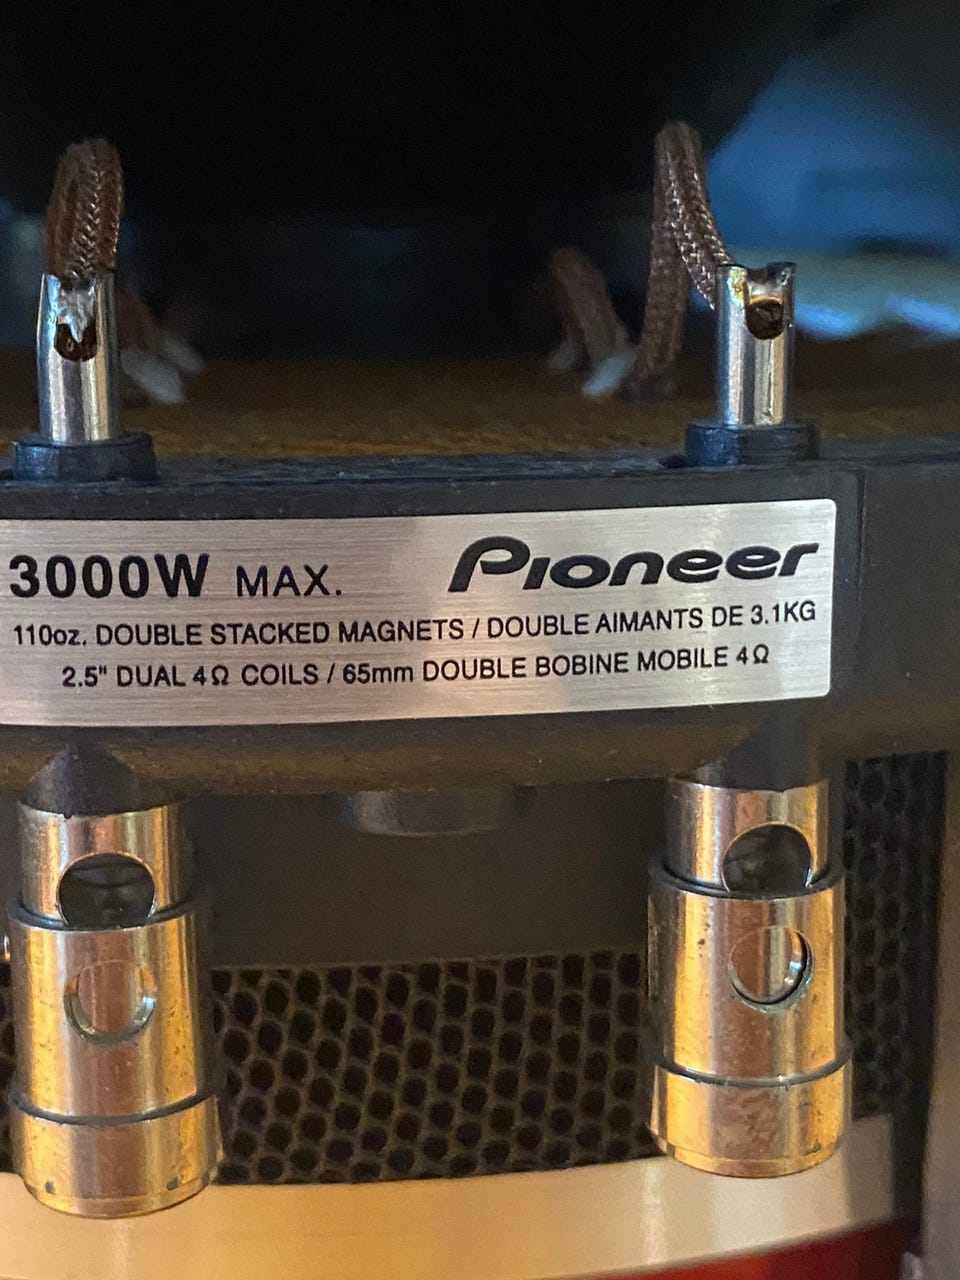 3000W MAX. Pioneer
110oz. DOUBLE STACKED MAGNETS / DOUBLE AIMANTS DE 3.1KG
2.5" DUAL 4Ω COILS / 65mm DOUBLE BOBINE MOBILE 4Ω